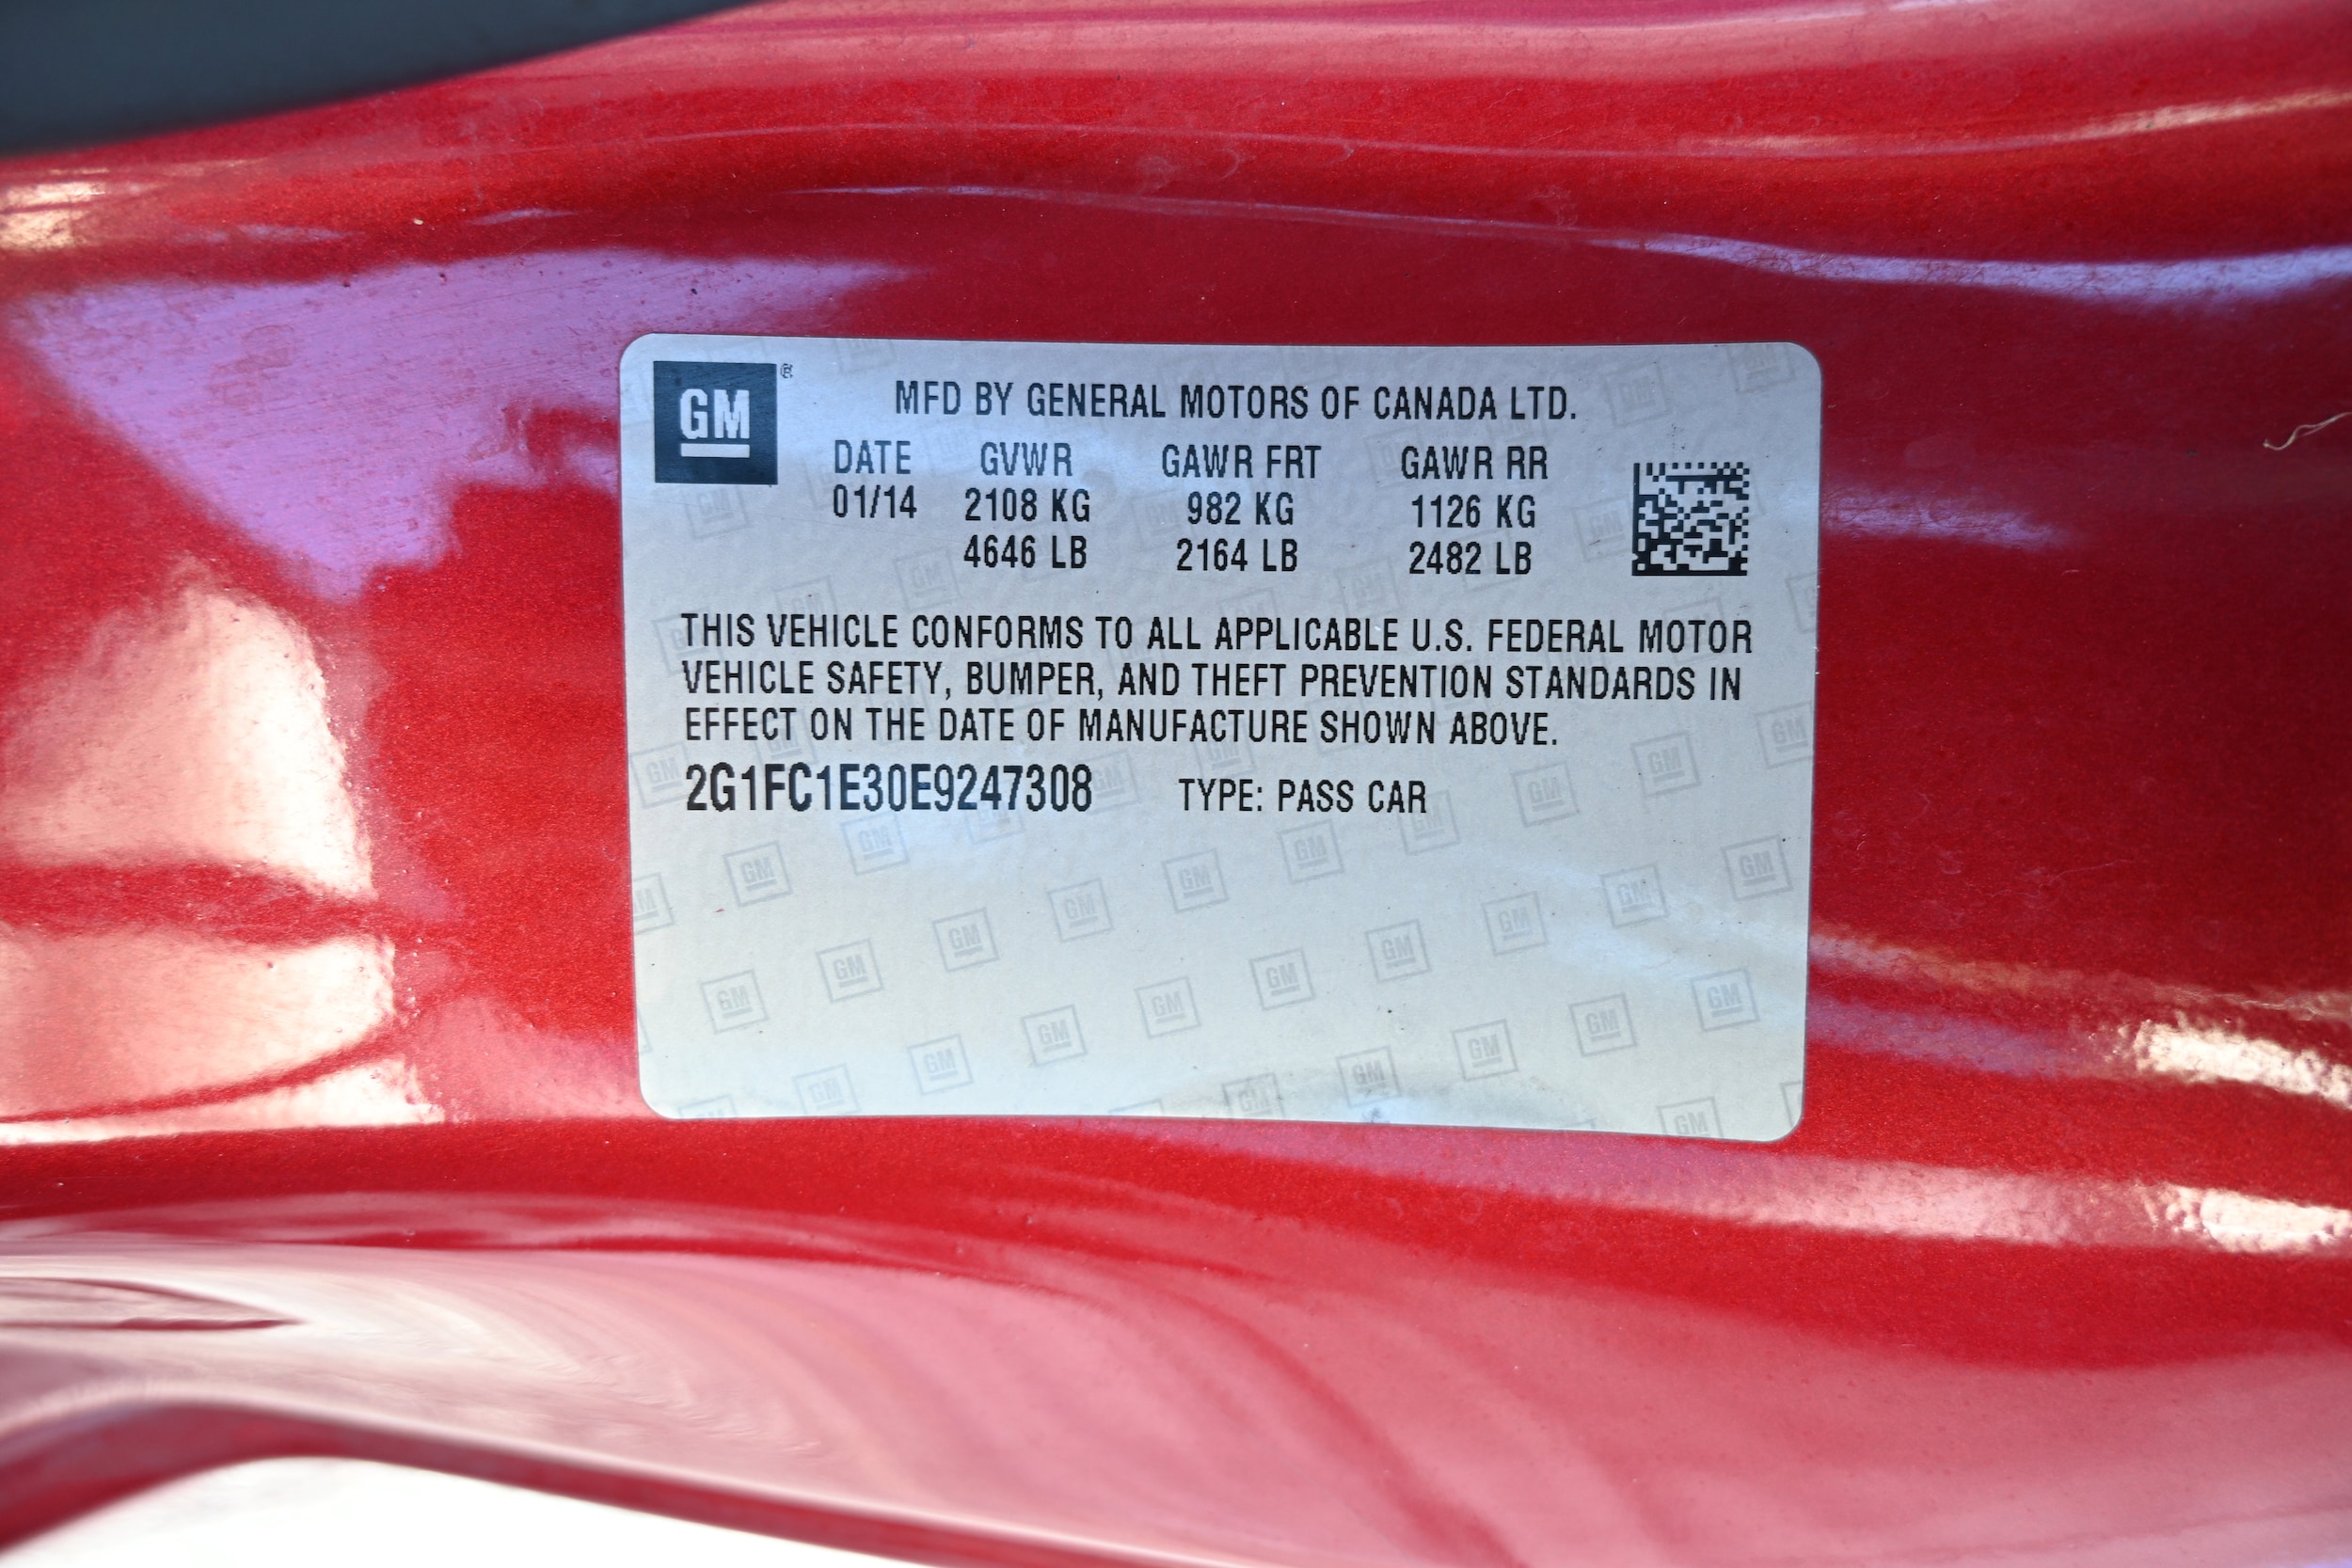 GM®
MFD BY GENERAL MOTORS OF CANADA LTD.
DATE GVWR GAWR FRT GAWR RR
01/14 2108 KG 982 KG 1126 KG
4646 LB 2164 LB 2482 LB
THIS VEHICLE CONFORMS TO ALL APPLICABLE U.S. FEDERAL MOTOR
VEHICLE SAFETY, BUMPER, AND THEFT PREVENTION STANDARDS IN
EFFECT ON THE DATE OF MANUFACTURE SHOWN ABOVE.
2G1FC1E30E9247308 TYPE: PASS CAR